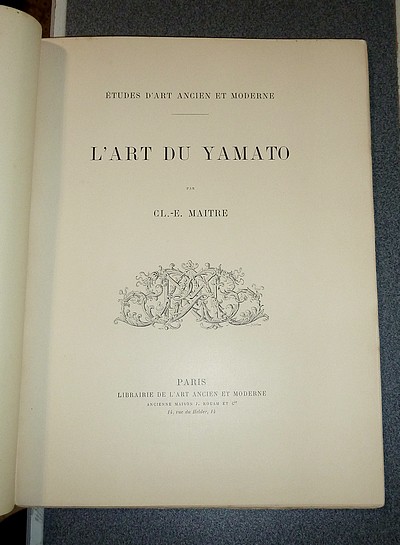 ÉTUDES D'ART ANCIEN ET MODERNE
L'ART DU YAMATO
PAR
CL.-E. MAITRE
PARIS
LIBRAIRIE DE L'ART ANCIEN ET MODERNE
ANCIENNE MAISON J. ROUAM ET Cie
14, rue du Helder, 14